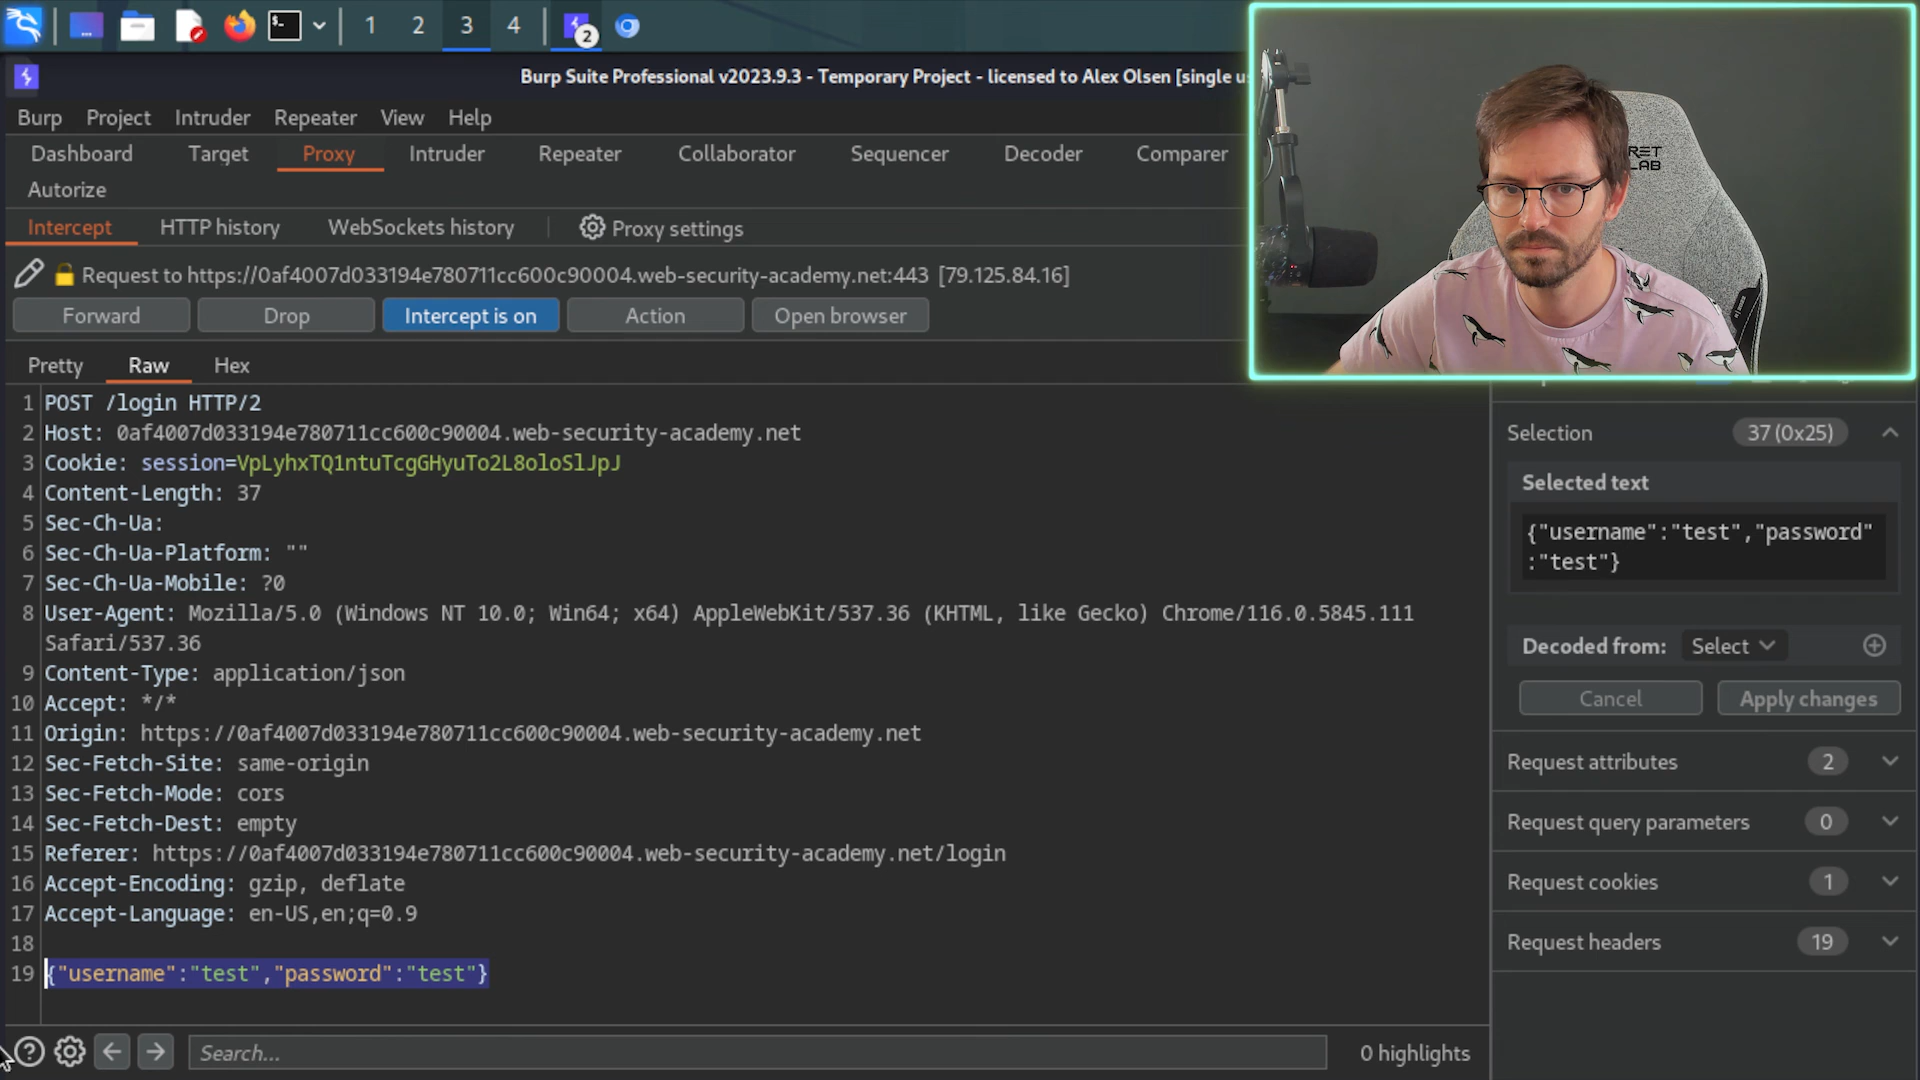 1 2 3 4 2
Burp Suite Professional v2023.9.3 - Temporary Project - licensed to Alex Olsen [single u
Burp Project Intruder Repeater View Help
Dashboard Target Proxy Intruder Repeater Collaborator Sequencer Decoder Comparer
Autorize
Intercept HTTP history WebSockets history Proxy settings
Request to https://0af4007d033194e780711cc600c90004.web-security-academy.net:443 [79.125.84.16]
Forward Drop Intercept is on Action Open browser
Pretty Raw Hex
1 POST /login HTTP/2
2 Host: 0af4007d033194e780711cc600c90004.web-security-academy.net
3 Cookie: session=VpLyhxTQ1ntuTcgGHyuTo2L8oloSlJpJ
4 Content-Length: 37
5 Sec-Ch-Ua:
6 Sec-Ch-Ua-Platform: ""
7 Sec-Ch-Ua-Mobile: ?0
8 User-Agent: Mozilla/5.0 (Windows NT 10.0; Win64; x64) AppleWebKit/537.36 (KHTML, like Gecko) Chrome/116.0.5845.111
Safari/537.36
9 Content-Type: application/json
10 Accept: */*
11 Origin: https://0af4007d033194e780711cc600c90004.web-security-academy.net
12 Sec-Fetch-Site: same-origin
13 Sec-Fetch-Mode: cors
14 Sec-Fetch-Dest: empty
15 Referer: https://0af4007d033194e780711cc600c90004.web-security-academy.net/login
16 Accept-Encoding: gzip, deflate
17 Accept-Language: en-US,en;q=0.9
18
19 {"username":"test","password":"test"}
Search... 0 highlights
Selection 37 (0x25)
Selected text
{"username":"test","password"
:"test"}
Decoded from: Select
Cancel Apply changes
Request attributes 2
Request query parameters 0
Request cookies 1
Request headers 19
RET
LAB